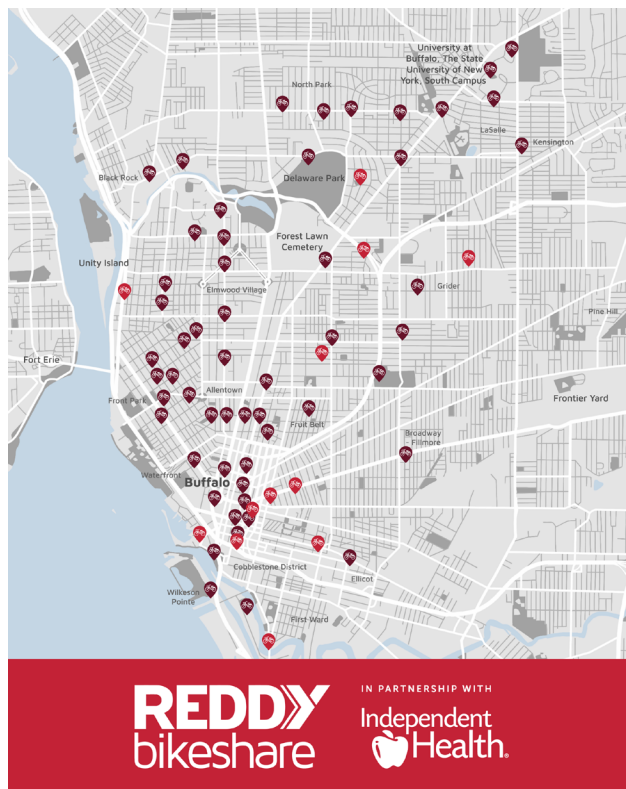 University at
Buffalo, The State
University of New
York, South Campus
North Park
LaSalle
Kensington
Black Rock
Delaware Park
Forest Lawn
Cemetery
Unity Island
Elmwood Village
Grider
Pine Hill
Fort Erie
Allentown
Front Park
Frontier Yard
Fruit Belt
Broadway
- Fillmore
Waterfront
Buffalo
Cobblestone District
Ellicot
Wilkeson
Pointe
First Ward
REDDY
bikeshare
IN PARTNERSHIP WITH
Independent
Health®